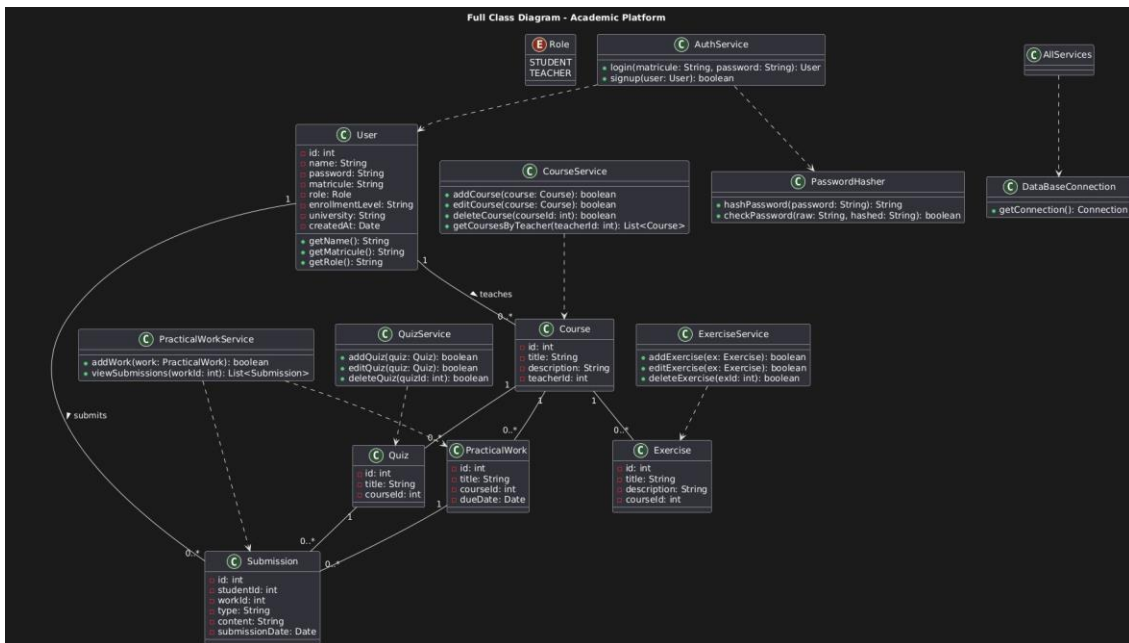 Full Class Diagram - Academic Platform
E Role
STUDENT
TEACHER
C AuthService
login(matricule: String, password: String): User
signup(user: User): boolean
C AllServices
C User
id: int
name: String
password: String
matricule: String
role: Role
enrollmentLevel: String
university: String
createdAt: Date
getName(): String
getMatricule(): String
getRole(): String
C CourseService
addCourse(course: Course): boolean
editCourse(course: Course): boolean
deleteCourse(courseId: int): boolean
getCoursesByTeacher(teacherId: int): List<Course>
C PasswordHasher
hashPassword(password: String): String
checkPassword(raw: String, hashed: String): boolean
C DataBaseConnection
getConnection(): Connection
1
1
teaches
0..*
C PracticalWorkService
addWork(work: PracticalWork): boolean
viewSubmissions(workId: int): List<Submission>
C QuizService
addQuiz(quiz: Quiz): boolean
editQuiz(quiz: Quiz): boolean
deleteQuiz(quizId: int): boolean
C Course
id: int
title: String
description: String
teacherId: int
C ExerciseService
addExercise(ex: Exercise): boolean
editExercise(ex: Exercise): boolean
deleteExercise(exId: int): boolean
submits
1
1
1
0..*
0..*
0..*
C Quiz
id: int
title: String
courseId: int
C PracticalWork
id: int
title: String
courseId: int
dueDate: Date
C Exercise
id: int
title: String
description: String
courseId: int
1
1
0..*
0..*
0..*
C Submission
id: int
studentId: int
workId: int
type: String
content: String
submissionDate: Date